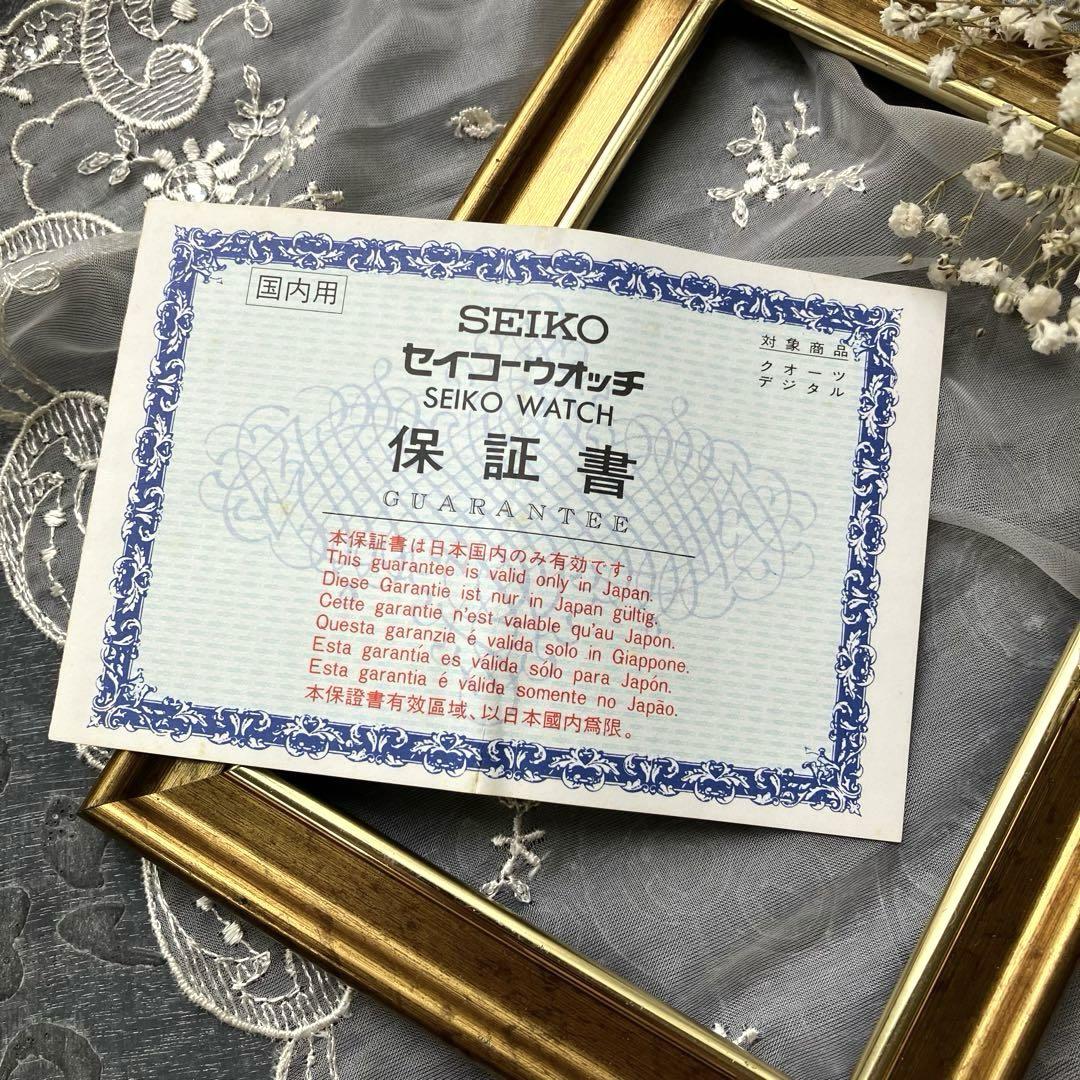 国内用
SEIKO
セイコーウオッチ
SEIKO WATCH
保証書
GUARANTEE
対象商品
クオーツ
デジタル
本保証書は日本国内のみ有効です。
This guarantee is valid only in Japan.
Diese Garantie ist nur in Japan gültig.
Cette garantie n'est valable qu'au Japon.
Questa garanzia é valida solo in Giappone.
Esta garantía es válida sólo para Japón.
Esta garantia é válida somente no Japão.
本保證書有效區域、以日本國内爲限。